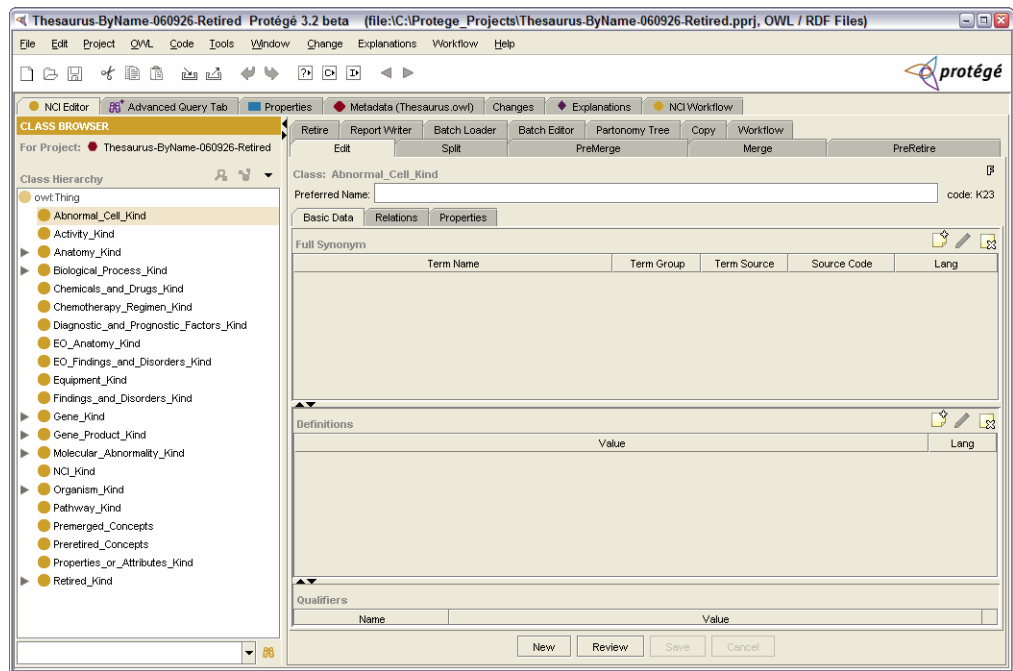 Thesaurus-ByName-060926-Retired Protégé 3.2 beta (file:\C:\Protege_Projects\Thesaurus-ByName-060926-Retired.pprj, OWL / RDF Files)
File Edit Project OWL Code Tools Window Change Explanations Workflow Help
protégé
NCI Editor Advanced Query Tab Properties Metadata (Thesaurus.owl) Changes Explanations NCI Workflow
CLASS BROWSER
For Project: Thesaurus-ByName-060926-Retired
Class Hierarchy
owl:Thing
Abnormal_Cell_Kind
Activity_Kind
Anatomy_Kind
Biological_Process_Kind
Chemicals_and_Drugs_Kind
Chemotherapy_Regimen_Kind
Diagnostic_and_Prognostic_Factors_Kind
EO_Anatomy_Kind
EO_Findings_and_Disorders_Kind
Equipment_Kind
Findings_and_Disorders_Kind
Gene_Kind
Gene_Product_Kind
Molecular_Abnormality_Kind
NCI_Kind
Organism_Kind
Pathway_Kind
Premerged_Concepts
Preretired_Concepts
Properties_or_Attributes_Kind
Retired_Kind
Retire Report Writer Batch Loader Batch Editor Partonomy Tree Copy Workflow
Edit Split PreMerge Merge PreRetire
Class: Abnormal_Cell_Kind
Preferred Name: code: K23
Basic Data Relations Properties
Full Synonym
Term Name Term Group Term Source Source Code Lang
Definitions
Value Lang
Qualifiers
Name Value
New Review Save Cancel